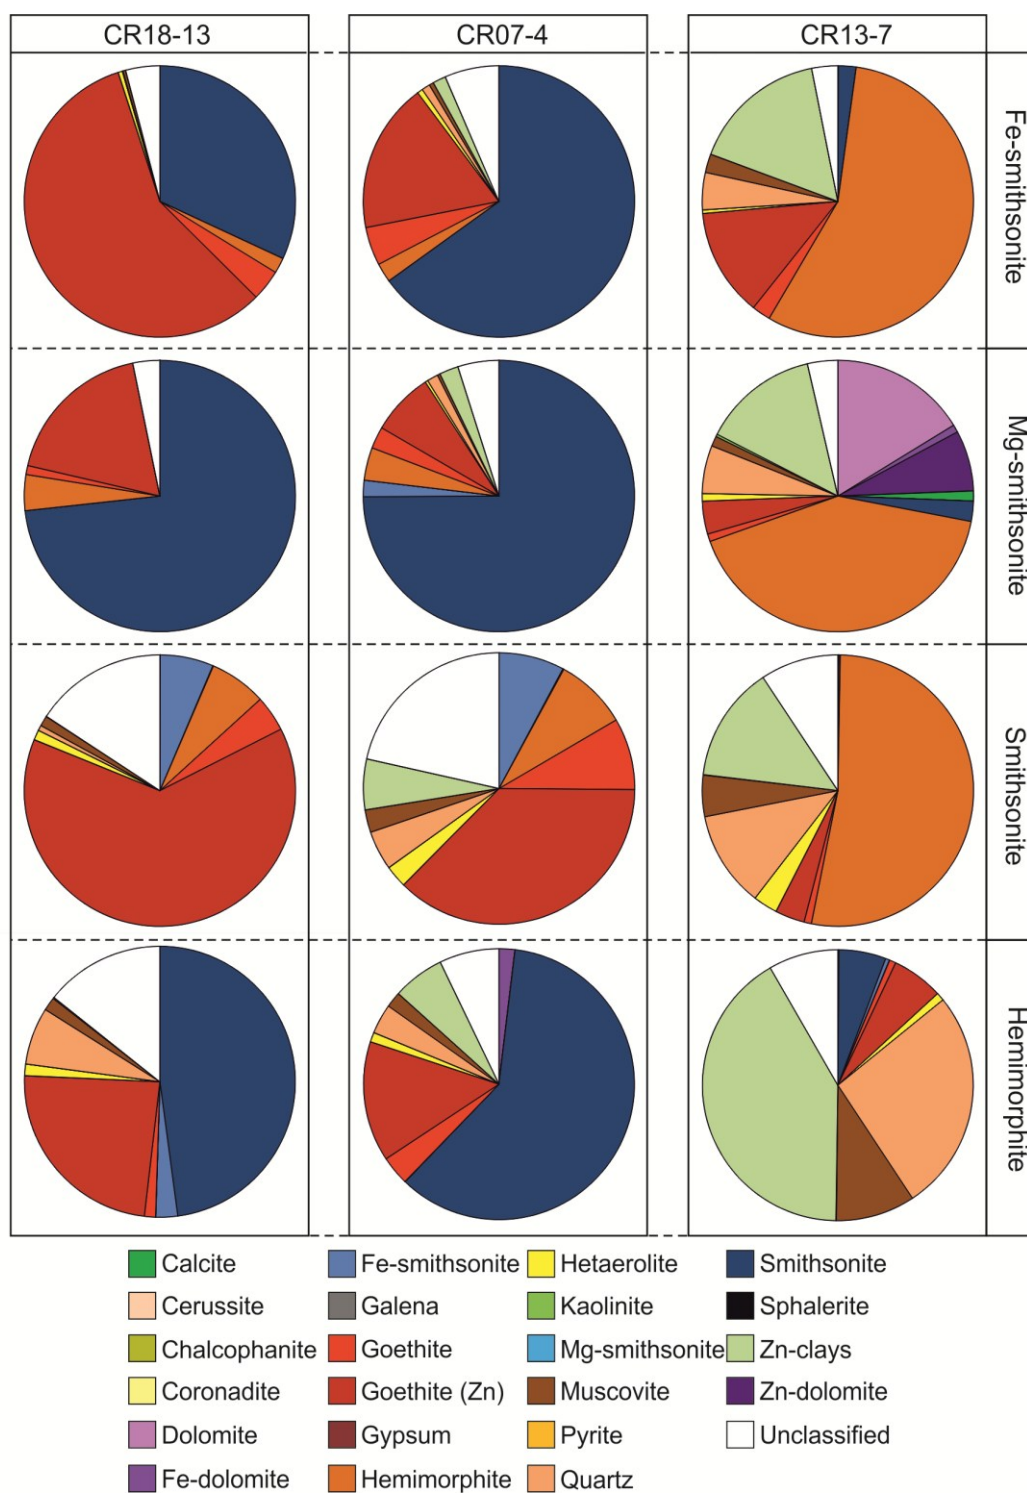 CR18-13 CR07-4 CR13-7
Fe-smithsonite
Mg-smithsonite
Smithsonite
Hemimorphite
Calcite Fe-smithsonite Hetaerolite Smithsonite
Cerussite Galena Kaolinite Sphalerite
Chalcophanite Goethite Mg-smithsonite Zn-clays
Coronadite Goethite (Zn) Muscovite Zn-dolomite
Dolomite Gypsum Pyrite Unclassified
Fe-dolomite Hemimorphite Quartz